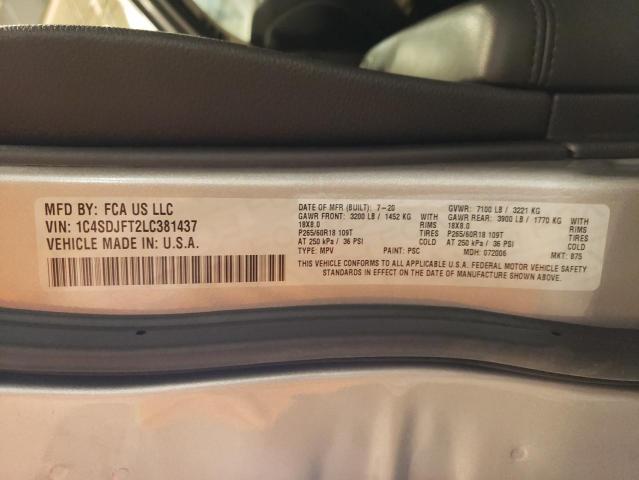 MFD BY: FCA US LLC
VIN: 1C4SDJFT2LC381437
VEHICLE MADE IN: U.S.A.
DATE OF MFR (BUILT): 7-20 GVWR: 7100 LB / 3221 KG
GAWR FRONT: 3200 LB / 1452 KG GAWR REAR: 3900 LB / 1770 KG
18X8.0 18X8.0
P265/60R18 109T TIRES P265/60R18 109T TIRES
AT 250 kPa / 36 PSI COLD AT 250 kPa / 36 PSI COLD
TYPE: MPV PAINT: PSC MDH: 072006 MKT: 875
THIS VEHICLE CONFORMS TO ALL APPLICABLE U.S.A. FEDERAL MOTOR VEHICLE SAFETY
STANDARDS IN EFFECT ON THE DATE OF MANUFACTURE SHOWN ABOVE.